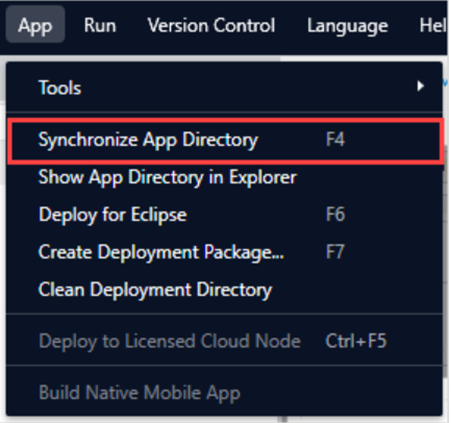 App Run Version Control Language Hel
Tools
Synchronize App Directory F4
Show App Directory in Explorer
Deploy for Eclipse F6
Create Deployment Package... F7
Clean Deployment Directory
Deploy to Licensed Cloud Node Ctrl+F5
Build Native Mobile App